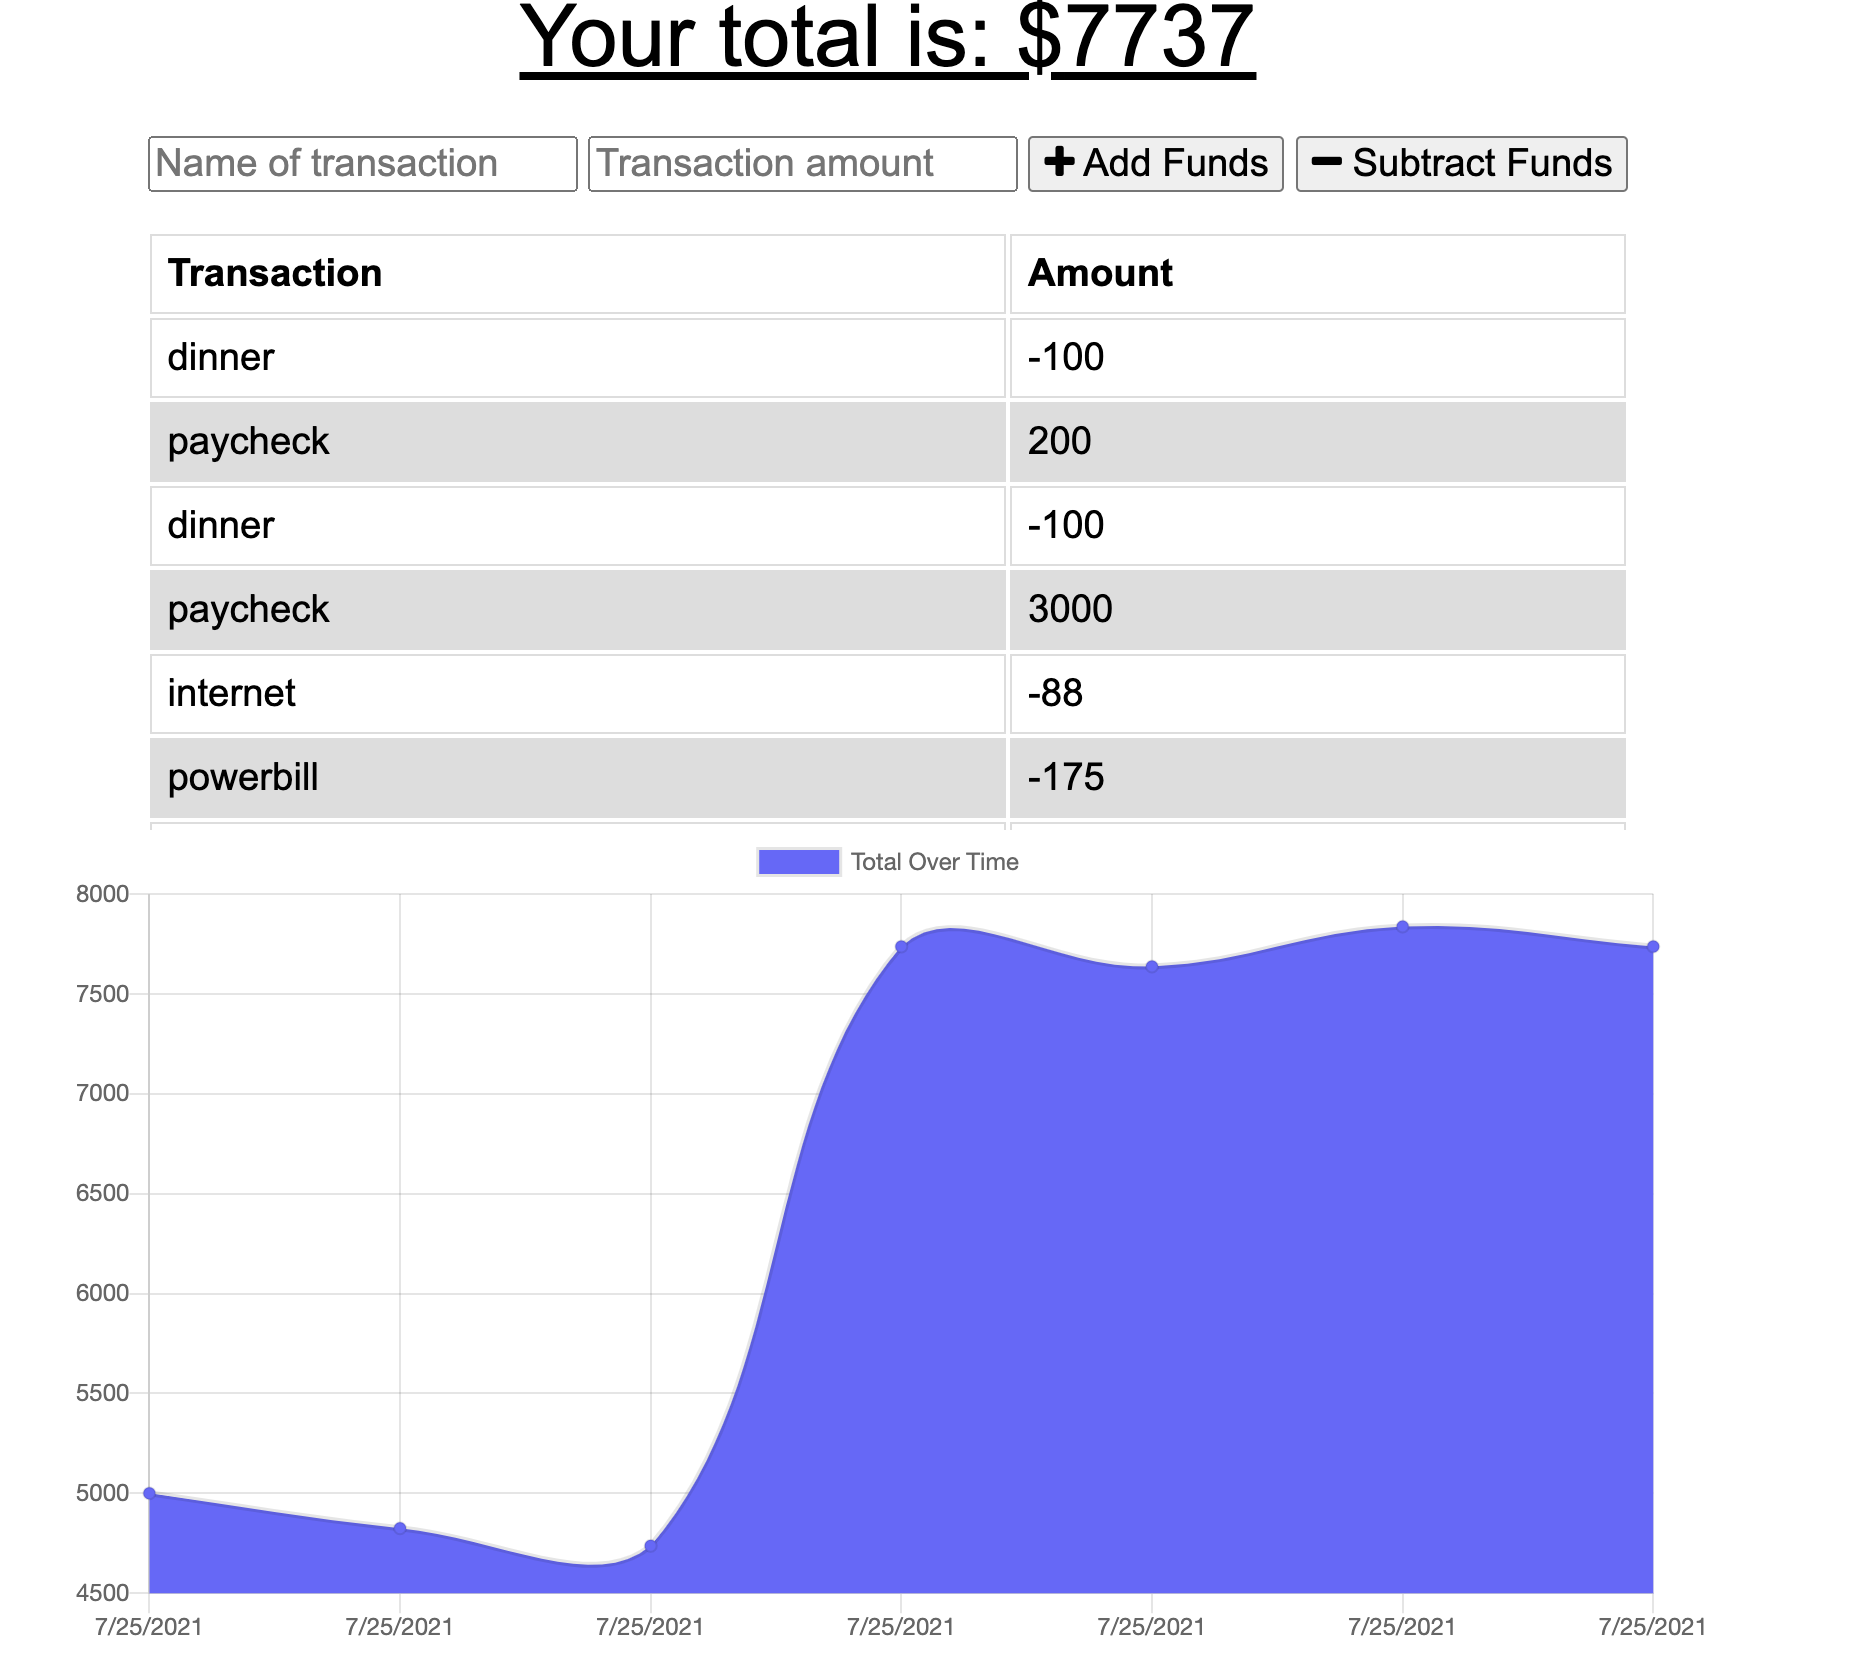 Your total is: $7737
Name of transaction Transaction amount Add Funds Subtract Funds
Transaction Amount
dinner -100
paycheck 200
dinner -100
paycheck 3000
internet -88
powerbill -175
Total Over Time
8000
7500
7000
6500
6000
5500
5000
4500
7/25/2021 7/25/2021 7/25/2021 7/25/2021 7/25/2021 7/25/2021 7/25/2021